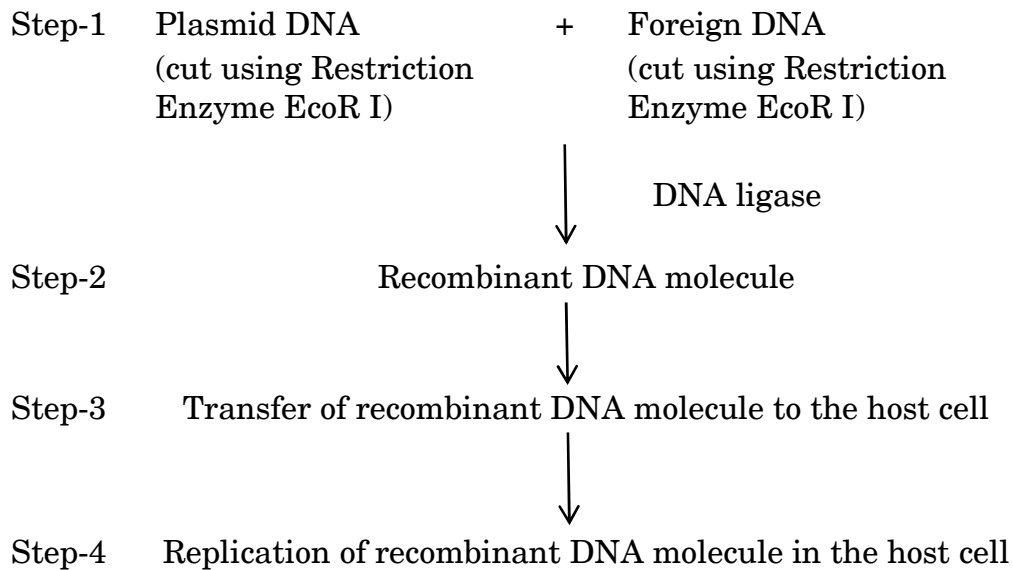 Step-1 Plasmid DNA + Foreign DNA
(cut using Restriction (cut using Restriction
Enzyme EcoR I) Enzyme EcoR I)
DNA ligase
Step-2 Recombinant DNA molecule
Step-3 Transfer of recombinant DNA molecule to the host cell
Step-4 Replication of recombinant DNA molecule in the host cell